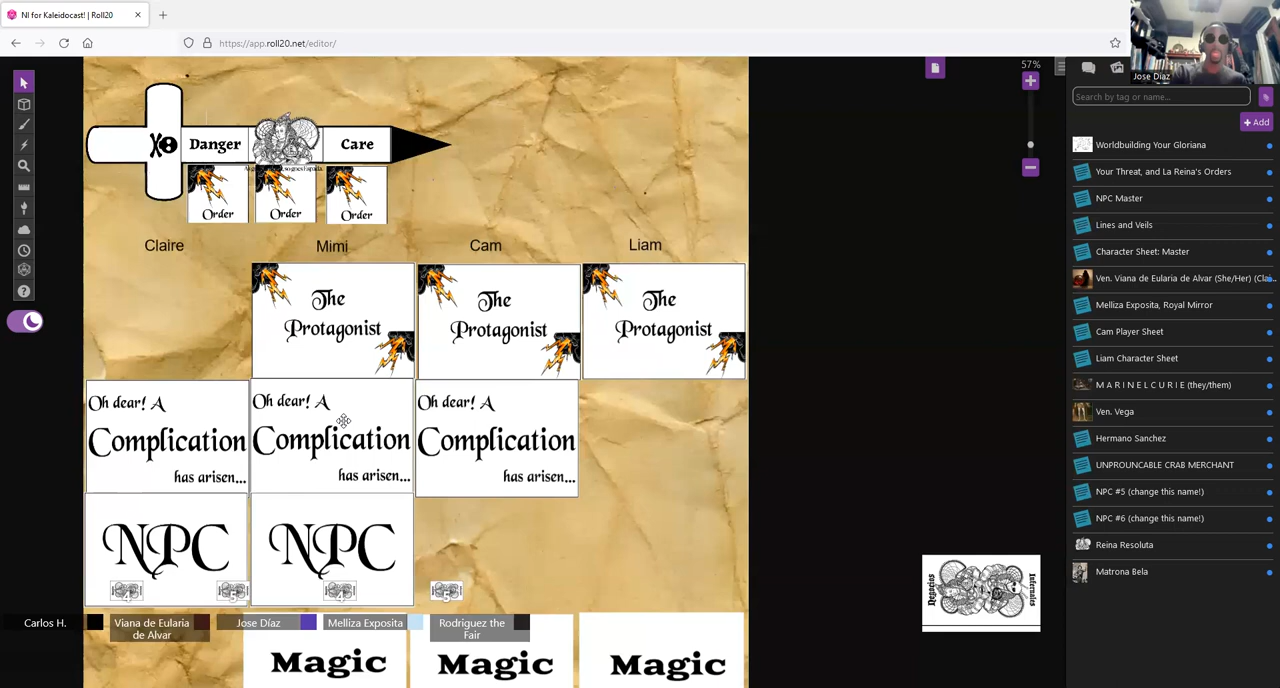 NI for Kaleidocast! | Roll20
https://app.roll20.net/editor/
Jose Diaz
57%
Search by tag or name...
+ Add
Danger
Care
Order
Order
Order
Claire
Mimi
Cam
Liam
The
Protagonist
The
Protagonist
The
Protagonist
Oh dear! A
Complication
has arisen...
Oh dear! A
Complication
has arisen...
Oh dear! A
Complication
has arisen...
NPC
NPC
Carlos H.
Viana de Eularia
de Alvar
Jose Díaz
Melliza Exposita
Rodriguez the
Fair
Magic
Magic
Magic
Negocios
Infernales
Worldbuilding Your Gloriana
Your Threat, and La Reina's Orders
NPC Master
Lines and Veils
Character Sheet: Master
Ven. Viana de Eularia de Alvar (She/Her) (Clai...
Melliza Exposita, Royal Mirror
Cam Player Sheet
Liam Character Sheet
M A R I N E L C U R I E (they/them)
Ven. Vega
Hermano Sanchez
UNPROUNCABLE CRAB MERCHANT
NPC #5 (change this name!)
NPC #6 (change this name!)
Reina Resoluta
Matrona Bela